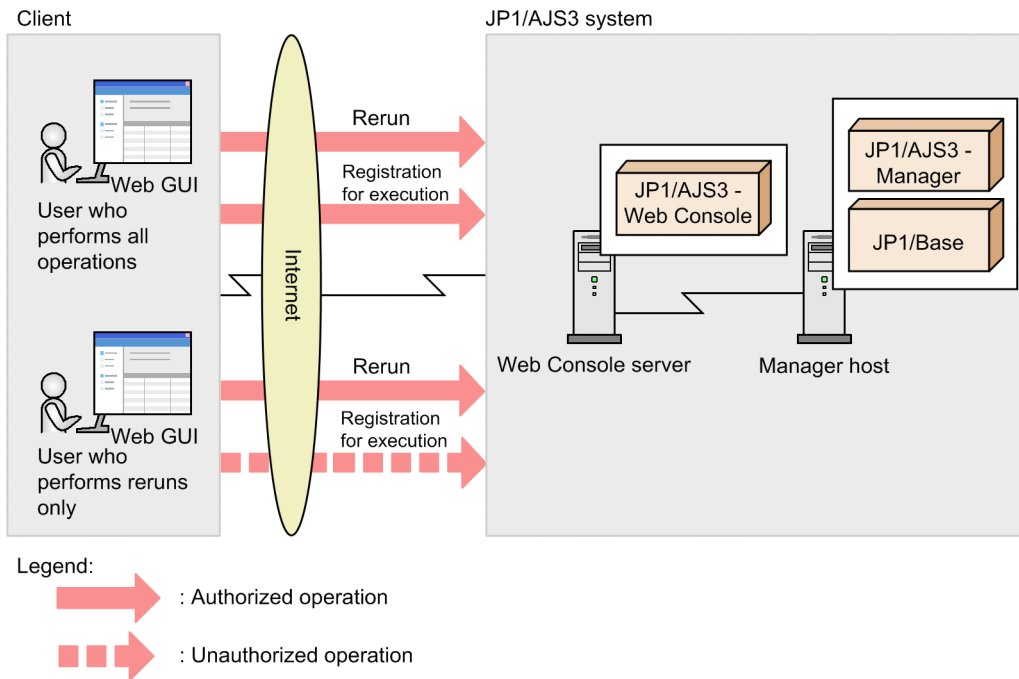 Client
JP1/AJS3 system
Web GUI
User who
performs all
operations
Rerun
Registration
for execution
Internet
JP1/AJS3 -
Web Console
JP1/AJS3 -
Manager
JP1/Base
Web Console server
Manager host
Web GUI
User who
performs reruns
only
Rerun
Registration
for execution
Legend:
: Authorized operation
: Unauthorized operation